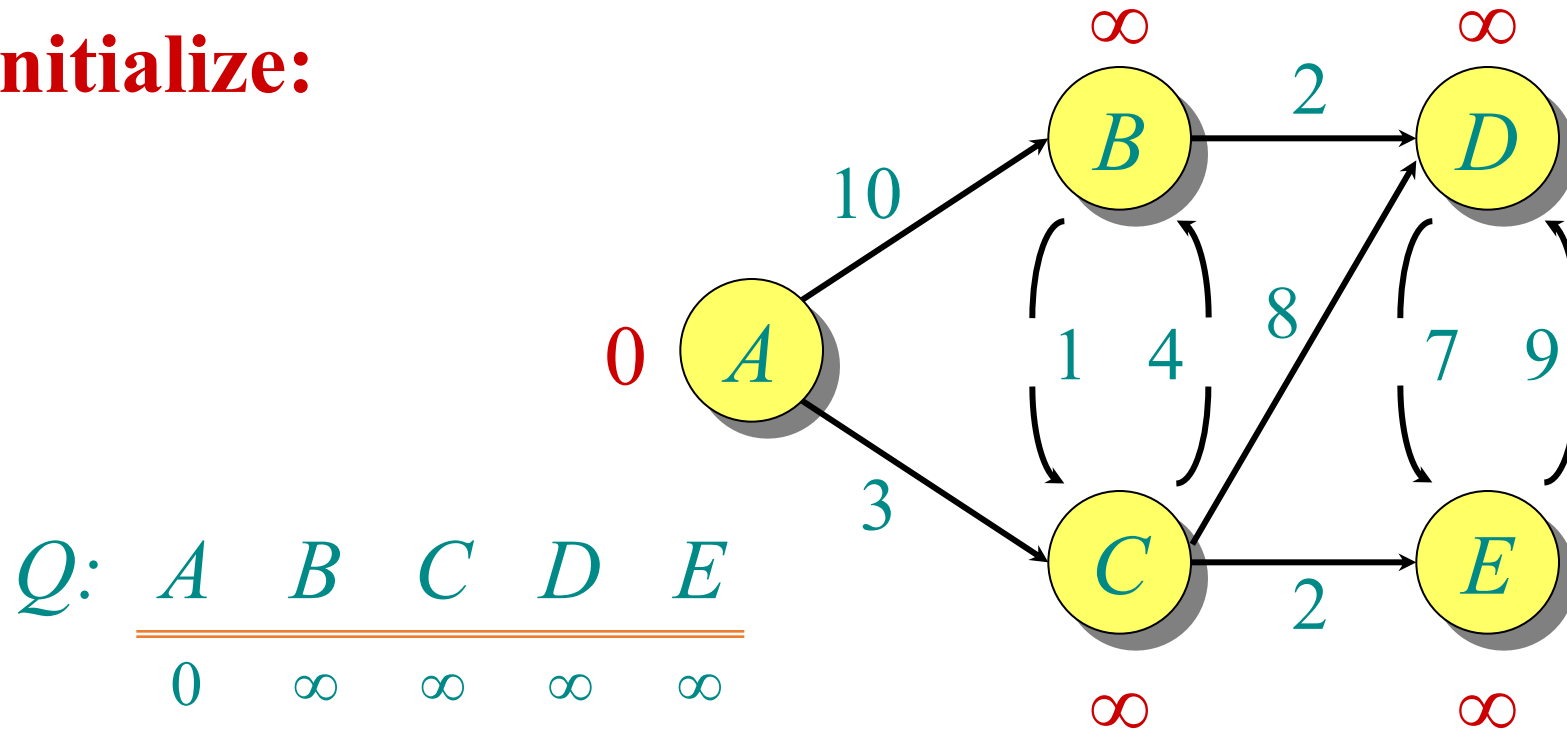 nitialize:
∞ ∞
2
B D
10
8
0 A 1 4 7 9
3
Q: A B C D E
C E
2
0 ∞ ∞ ∞ ∞
∞ ∞